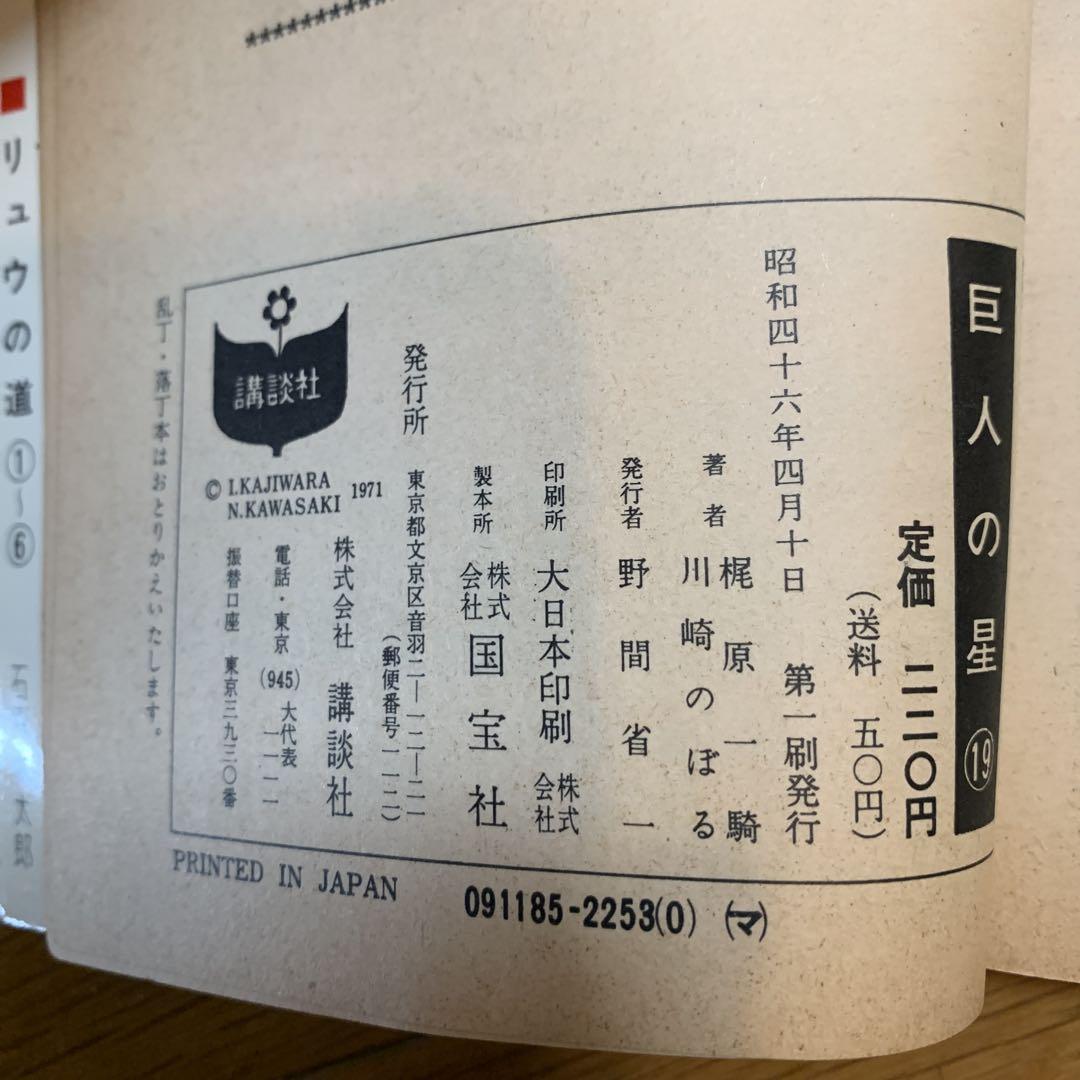 ★★★★★★★★★★
巨人の星 ⑲
定価 二二〇円
(送料 五〇円)
昭和四十六年四月十日 第一刷発行
著者 梶原一騎
川崎のぼる
発行者 野間省一
印刷所 大日本印刷株式会社
製本所 株式会社国宝社
発行所 東京都文京区音羽二―一二―二一
(郵便番号一一二)
株式会社 講談社
電話・東京(945)一一一一 大代表
振替口座 東京三九三〇番
講談社
© I.KAJIWARA
N.KAWASAKI 1971
乱丁・落丁本はおとりかえいたします。
PRINTED IN JAPAN
091185-2253(0) (マ)
■リュウの道①~⑥ 石 太郎